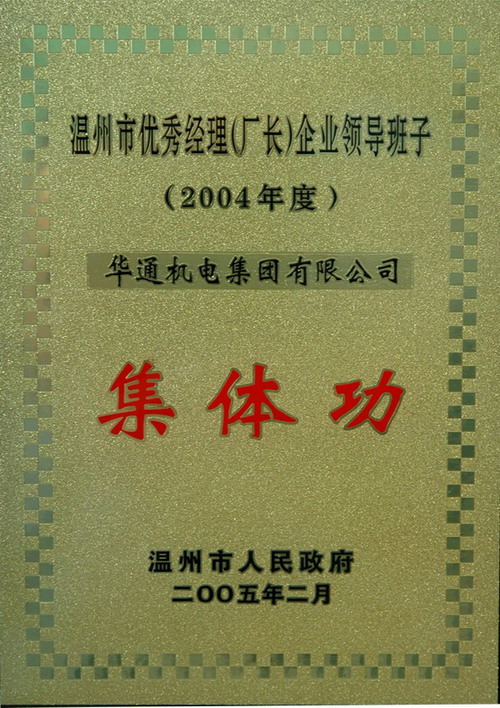 温州市优秀经理(厂长)企业领导班子
(2004年度)
华通机电集团有限公司
集体功
温州市人民政府
二〇〇五年二月